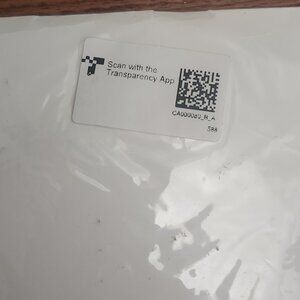 Scan with the
Transparency App
CA000080_R_A
588